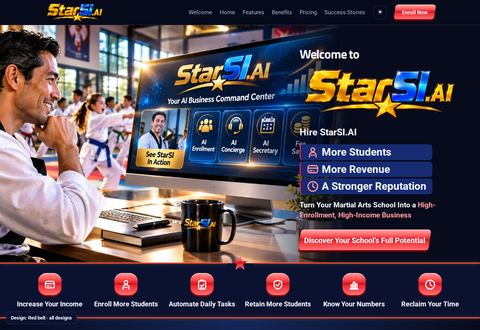 StarSI.AI
Welcome Home Features Benefits Pricing Success Stories
Enroll Now
StarSI.AI
Your AI Business Command Center
See StarSI
In Action
AI
Enrollment
AI
Concierge
AI
Secretary
StarSI.AI
Welcome to
StarSI.AI
Hire StarSI.AI
More Students
More Revenue
A Stronger Reputation
Turn Your Martial Arts School Into a High-
Enrollment, High-Income Business
Discover Your School's Full Potential
Increase Your Income
Enroll More Students
Automate Daily Tasks
Retain More Students
Know Your Numbers
Reclaim Your Time
Design: Red belt · all designs